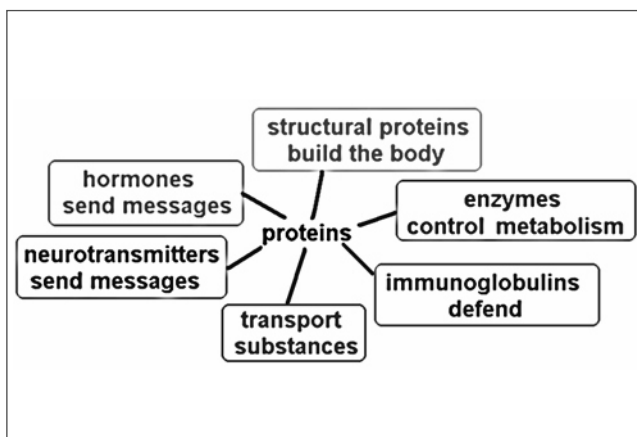 structural proteins
build the body
hormones
send messages
enzymes
control metabolism
proteins
neurotransmitters
send messages
immunoglobulins
defend
transport
substances